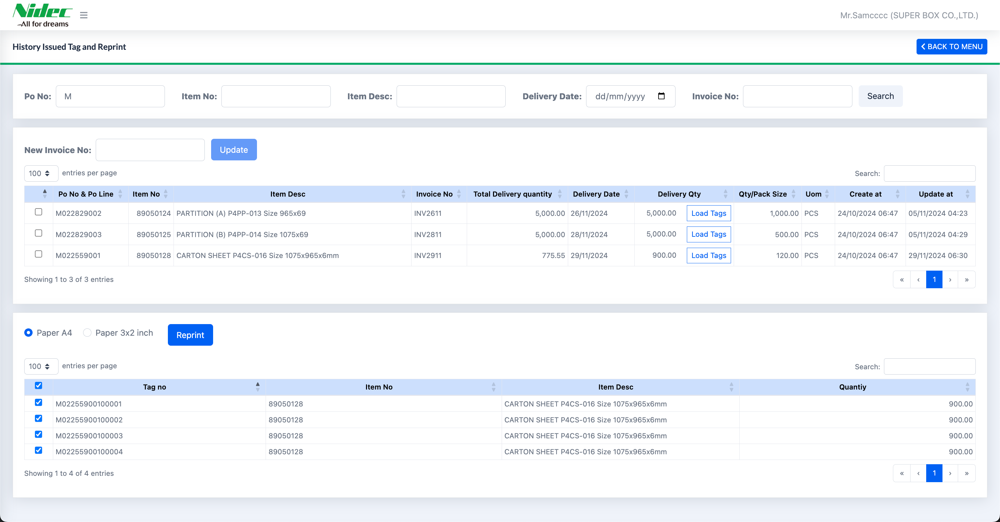 Nidec
All for dreams
Mr.Samcccc (SUPER BOX CO.,LTD.)
History Issued Tag and Reprint
BACK TO MENU
Po No: M Item No: Item Desc: Delivery Date: dd/mm/yyyy Invoice No: Search
New Invoice No: Update
100 entries per page Search:
Po No & Po Line Item No Item Desc Invoice No Total Delivery quantity Delivery Date Delivery Qty Qty/Pack Size Uom Create at Update at
M022829002 89050124 PARTITION (A) P4PP-013 Size 965x69 INV2611 5,000.00 26/11/2024 5,000.00 Load Tags 1,000.00 PCS 24/10/2024 06:47 05/11/2024 04:23
M022829003 89050125 PARTITION (B) P4PP-014 Size 1075x69 INV2811 5,000.00 28/11/2024 5,000.00 Load Tags 500.00 PCS 24/10/2024 06:47 05/11/2024 04:29
M022559001 89050128 CARTON SHEET P4CS-016 Size 1075x965x6mm INV2911 775.55 29/11/2024 900.00 Load Tags 120.00 PCS 24/10/2024 06:47 29/11/2024 06:30
Showing 1 to 3 of 3 entries « ‹ 1 › »
Paper A4 Paper 3x2 inch Reprint
100 entries per page Search:
Tag no Item No Item Desc Quantiy
M02255900100001 89050128 CARTON SHEET P4CS-016 Size 1075x965x6mm 900.00
M02255900100002 89050128 CARTON SHEET P4CS-016 Size 1075x965x6mm 900.00
M02255900100003 89050128 CARTON SHEET P4CS-016 Size 1075x965x6mm 900.00
M02255900100004 89050128 CARTON SHEET P4CS-016 Size 1075x965x6mm 900.00
Showing 1 to 4 of 4 entries « ‹ 1 › »